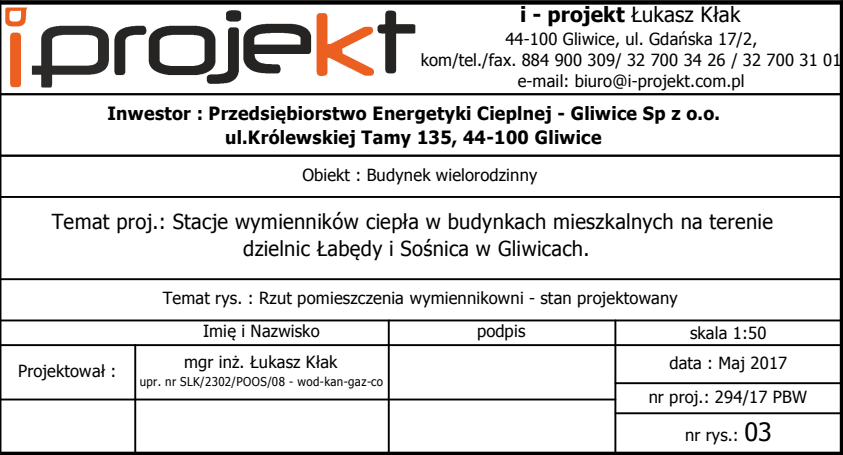 iprojekt
i - projekt Łukasz Kłak
44-100 Gliwice, ul. Gdańska 17/2,
kom/tel./fax. 884 900 309/ 32 700 34 26 / 32 700 31 01
e-mail: biuro@i-projekt.com.pl
Inwestor : Przedsiębiorstwo Energetyki Cieplnej - Gliwice Sp z o.o.
ul.Królewskiej Tamy 135, 44-100 Gliwice
Obiekt : Budynek wielorodzinny
Temat proj.: Stacje wymienników ciepła w budynkach mieszkalnych na terenie
dzielnic Łabędy i Sośnica w Gliwicach.
Temat rys. : Rzut pomieszczenia wymiennikowni - stan projektowany
Imię i Nazwisko
podpis
skala 1:50
Projektował :
mgr inż. Łukasz Kłak
upr. nr SLK/2302/POOS/08 - wod-kan-gaz-co
data : Maj 2017
nr proj.: 294/17 PBW
nr rys.: 03